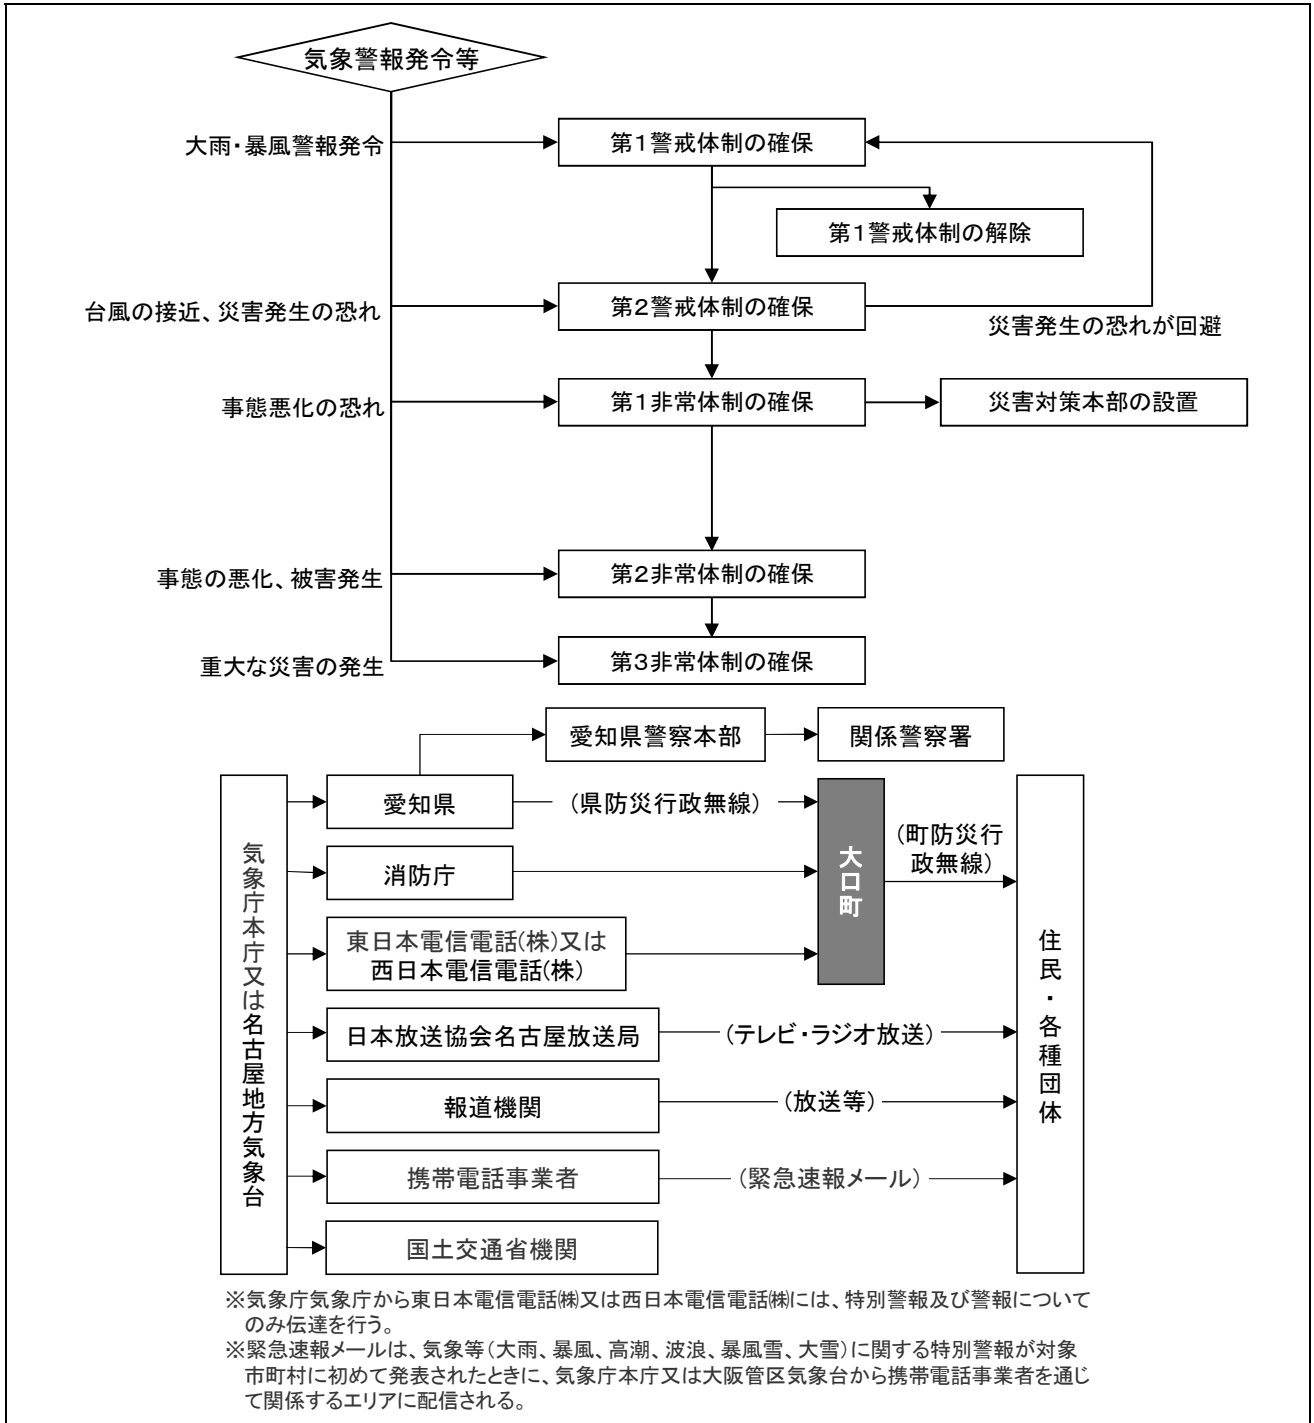 気象警報発令等
大雨・暴風警報発令
第1警戒体制の確保
第1警戒体制の解除
台風の接近、災害発生の恐れ
第2警戒体制の確保
災害発生の恐れが回避
事態悪化の恐れ
第1非常体制の確保
災害対策本部の設置
事態の悪化、被害発生
第2非常体制の確保
重大な災害の発生
第3非常体制の確保
愛知県警察本部
関係警察署
気象庁本庁又は名古屋地方気象台
愛知県
(県防災行政無線)
消防庁
東日本電信電話(株)又は
西日本電信電話(株)
大口町
(町防災行
政無線)
日本放送協会名古屋放送局
(テレビ・ラジオ放送)
報道機関
(放送等)
携帯電話事業者
(緊急速報メール)
国土交通省機関
住民・各種団体
※気象庁気象庁から東日本電信電話㈱又は西日本電信電話㈱には、特別警報及び警報について
のみ伝達を行う。
※緊急速報メールは、気象等(大雨、暴風、高潮、波浪、暴風雪、大雪)に関する特別警報が対象
市町村に初めて発表されたときに、気象庁本庁又は大阪管区気象台から携帯電話事業者を通じ
て関係するエリアに配信される。